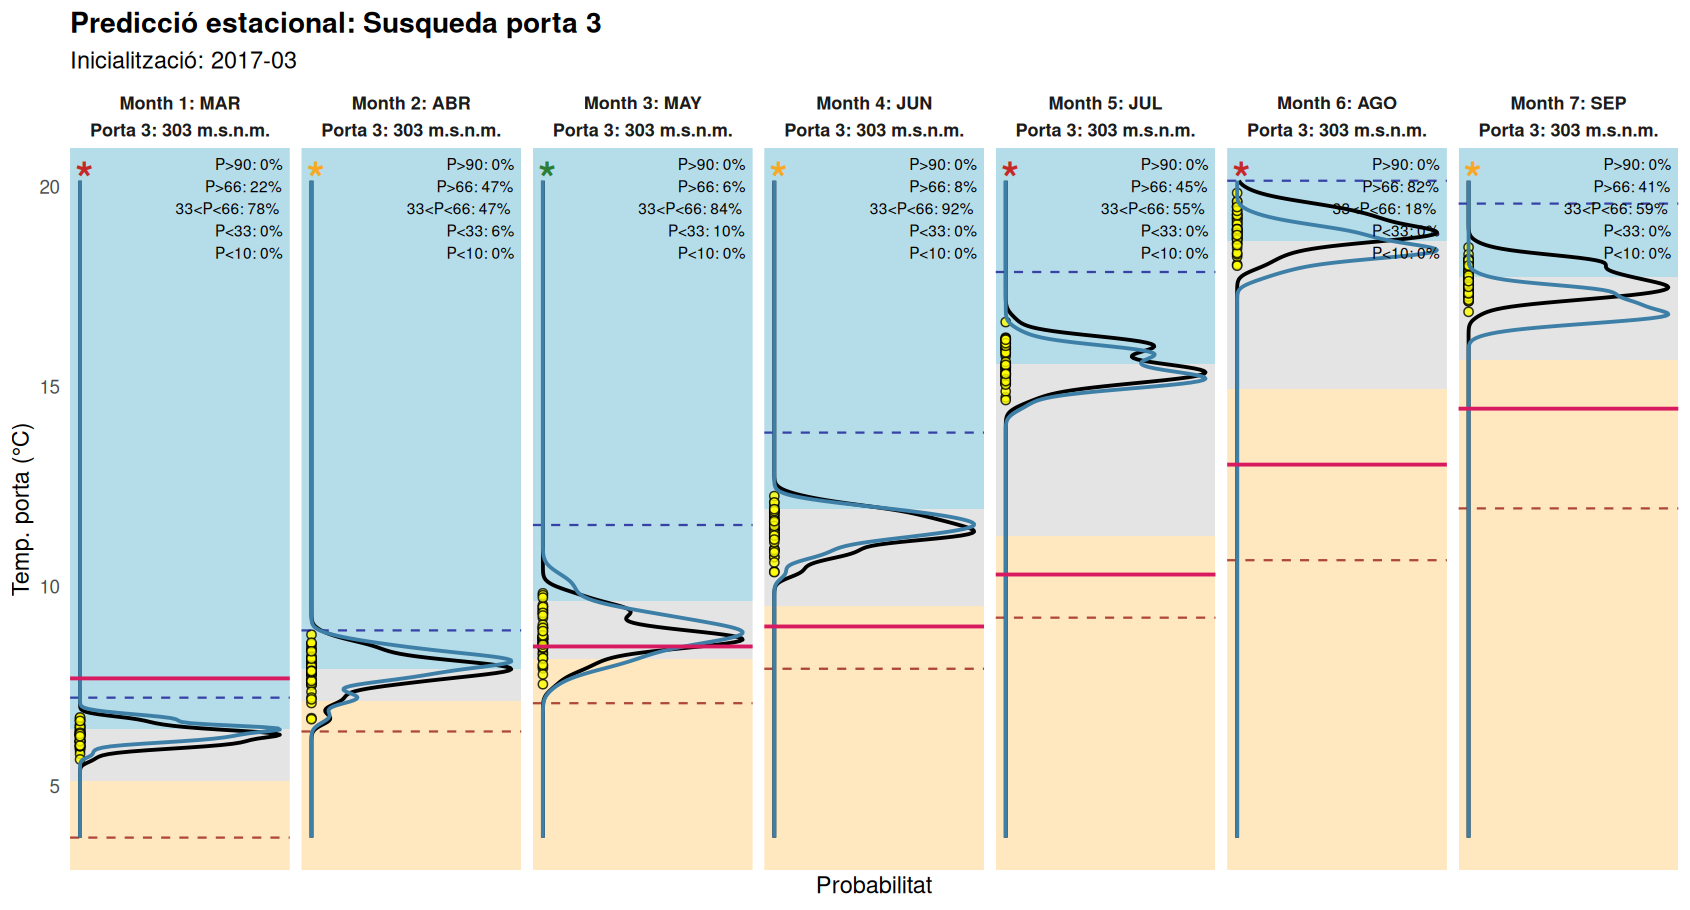 Predicció estacional: Susqueda porta 3
Inicialització: 2017-03
Month 1: MAR
Porta 3: 303 m.s.n.m.
Month 2: ABR
Porta 3: 303 m.s.n.m.
Month 3: MAY
Porta 3: 303 m.s.n.m.
Month 4: JUN
Porta 3: 303 m.s.n.m.
Month 5: JUL
Porta 3: 303 m.s.n.m.
Month 6: AGO
Porta 3: 303 m.s.n.m.
Month 7: SEP
Porta 3: 303 m.s.n.m.
Temp. porta (°C)
20
15
10
5
*
P>90: 0%
P>66: 22%
33<P<66: 78%
P<33: 0%
P<10: 0%
*
P>90: 0%
P>66: 47%
33<P<66: 47%
P<33: 6%
P<10: 0%
*
P>90: 0%
P>66: 6%
33<P<66: 84%
P<33: 10%
P<10: 0%
*
P>90: 0%
P>66: 8%
33<P<66: 92%
P<33: 0%
P<10: 0%
*
P>90: 0%
P>66: 45%
33<P<66: 55%
P<33: 0%
P<10: 0%
*
P>90: 0%
P>66: 82%
33<P<66: 18%
P<33: 0%
P<10: 0%
*
P>90: 0%
P>66: 41%
33<P<66: 59%
P<33: 0%
P<10: 0%
Probabilitat